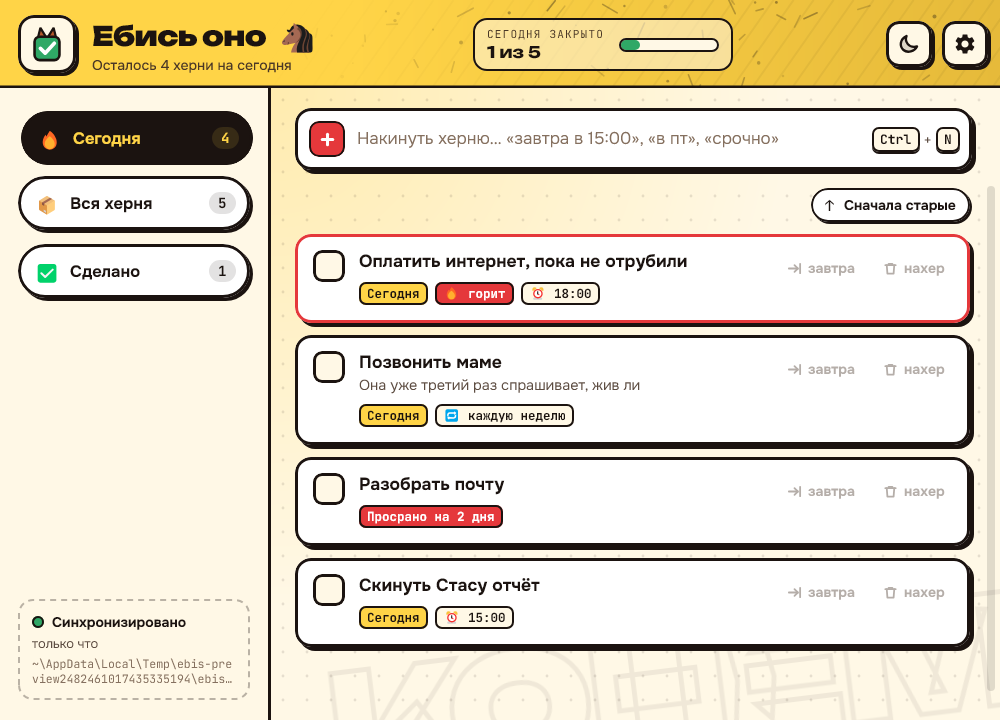 Ебись оно
Осталось 4 херни на сегодня
СЕГОДНЯ ЗАКРЫТО
1 из 5
Сегодня 4
Вся херня 5
Сделано 1
Накинуть херню... «завтра в 15:00», «в пт», «срочно»
Ctrl + N
↑ Сначала старые
Оплатить интернет, пока не отрубили
завтра нахер
Сегодня горит 18:00
Позвонить маме
завтра нахер
Она уже третий раз спрашивает, жив ли
Сегодня каждую неделю
Разобрать почту
завтра нахер
Просрано на 2 дня
Скинуть Стасу отчёт
завтра нахер
Сегодня 15:00
Синхронизировано
только что
~\AppData\Local\Temp\ebis-pre
view2482461017435335194\ebis…